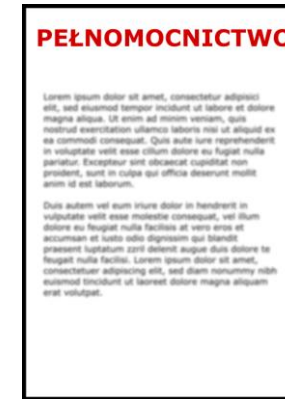 PEŁNOMOCNICTWO
Lorem ipsum dolor sit amet, consectetur adipisici
elit, sed eiusmod tempor incidunt ut labore et dolore
magna aliqua. Ut enim ad minim veniam, quis
nostrud exercitation ullamco laboris nisi ut aliquid ex
ea commodi consequat. Quis aute iure reprehenderit
in voluptate velit esse cillum dolore eu fugiat nulla
pariatur. Excepteur sint obcaecat cupiditat non
proident, sunt in culpa qui officia deserunt mollit
anim id est laborum.
Duis autem vel eum iriure dolor in hendrerit in
vulputate velit esse molestie consequat, vel illum
dolore eu feugiat nulla facilisis at vero eros et
accumsan et iusto odio dignissim qui blandit
praesent luptatum zzril delenit augue duis dolore te
feugait nulla facilisi. Lorem ipsum dolor sit amet,
consectetuer adipiscing elit, sed diam nonummy nibh
euismod tincidunt ut laoreet dolore magna aliquam
erat volutpat.